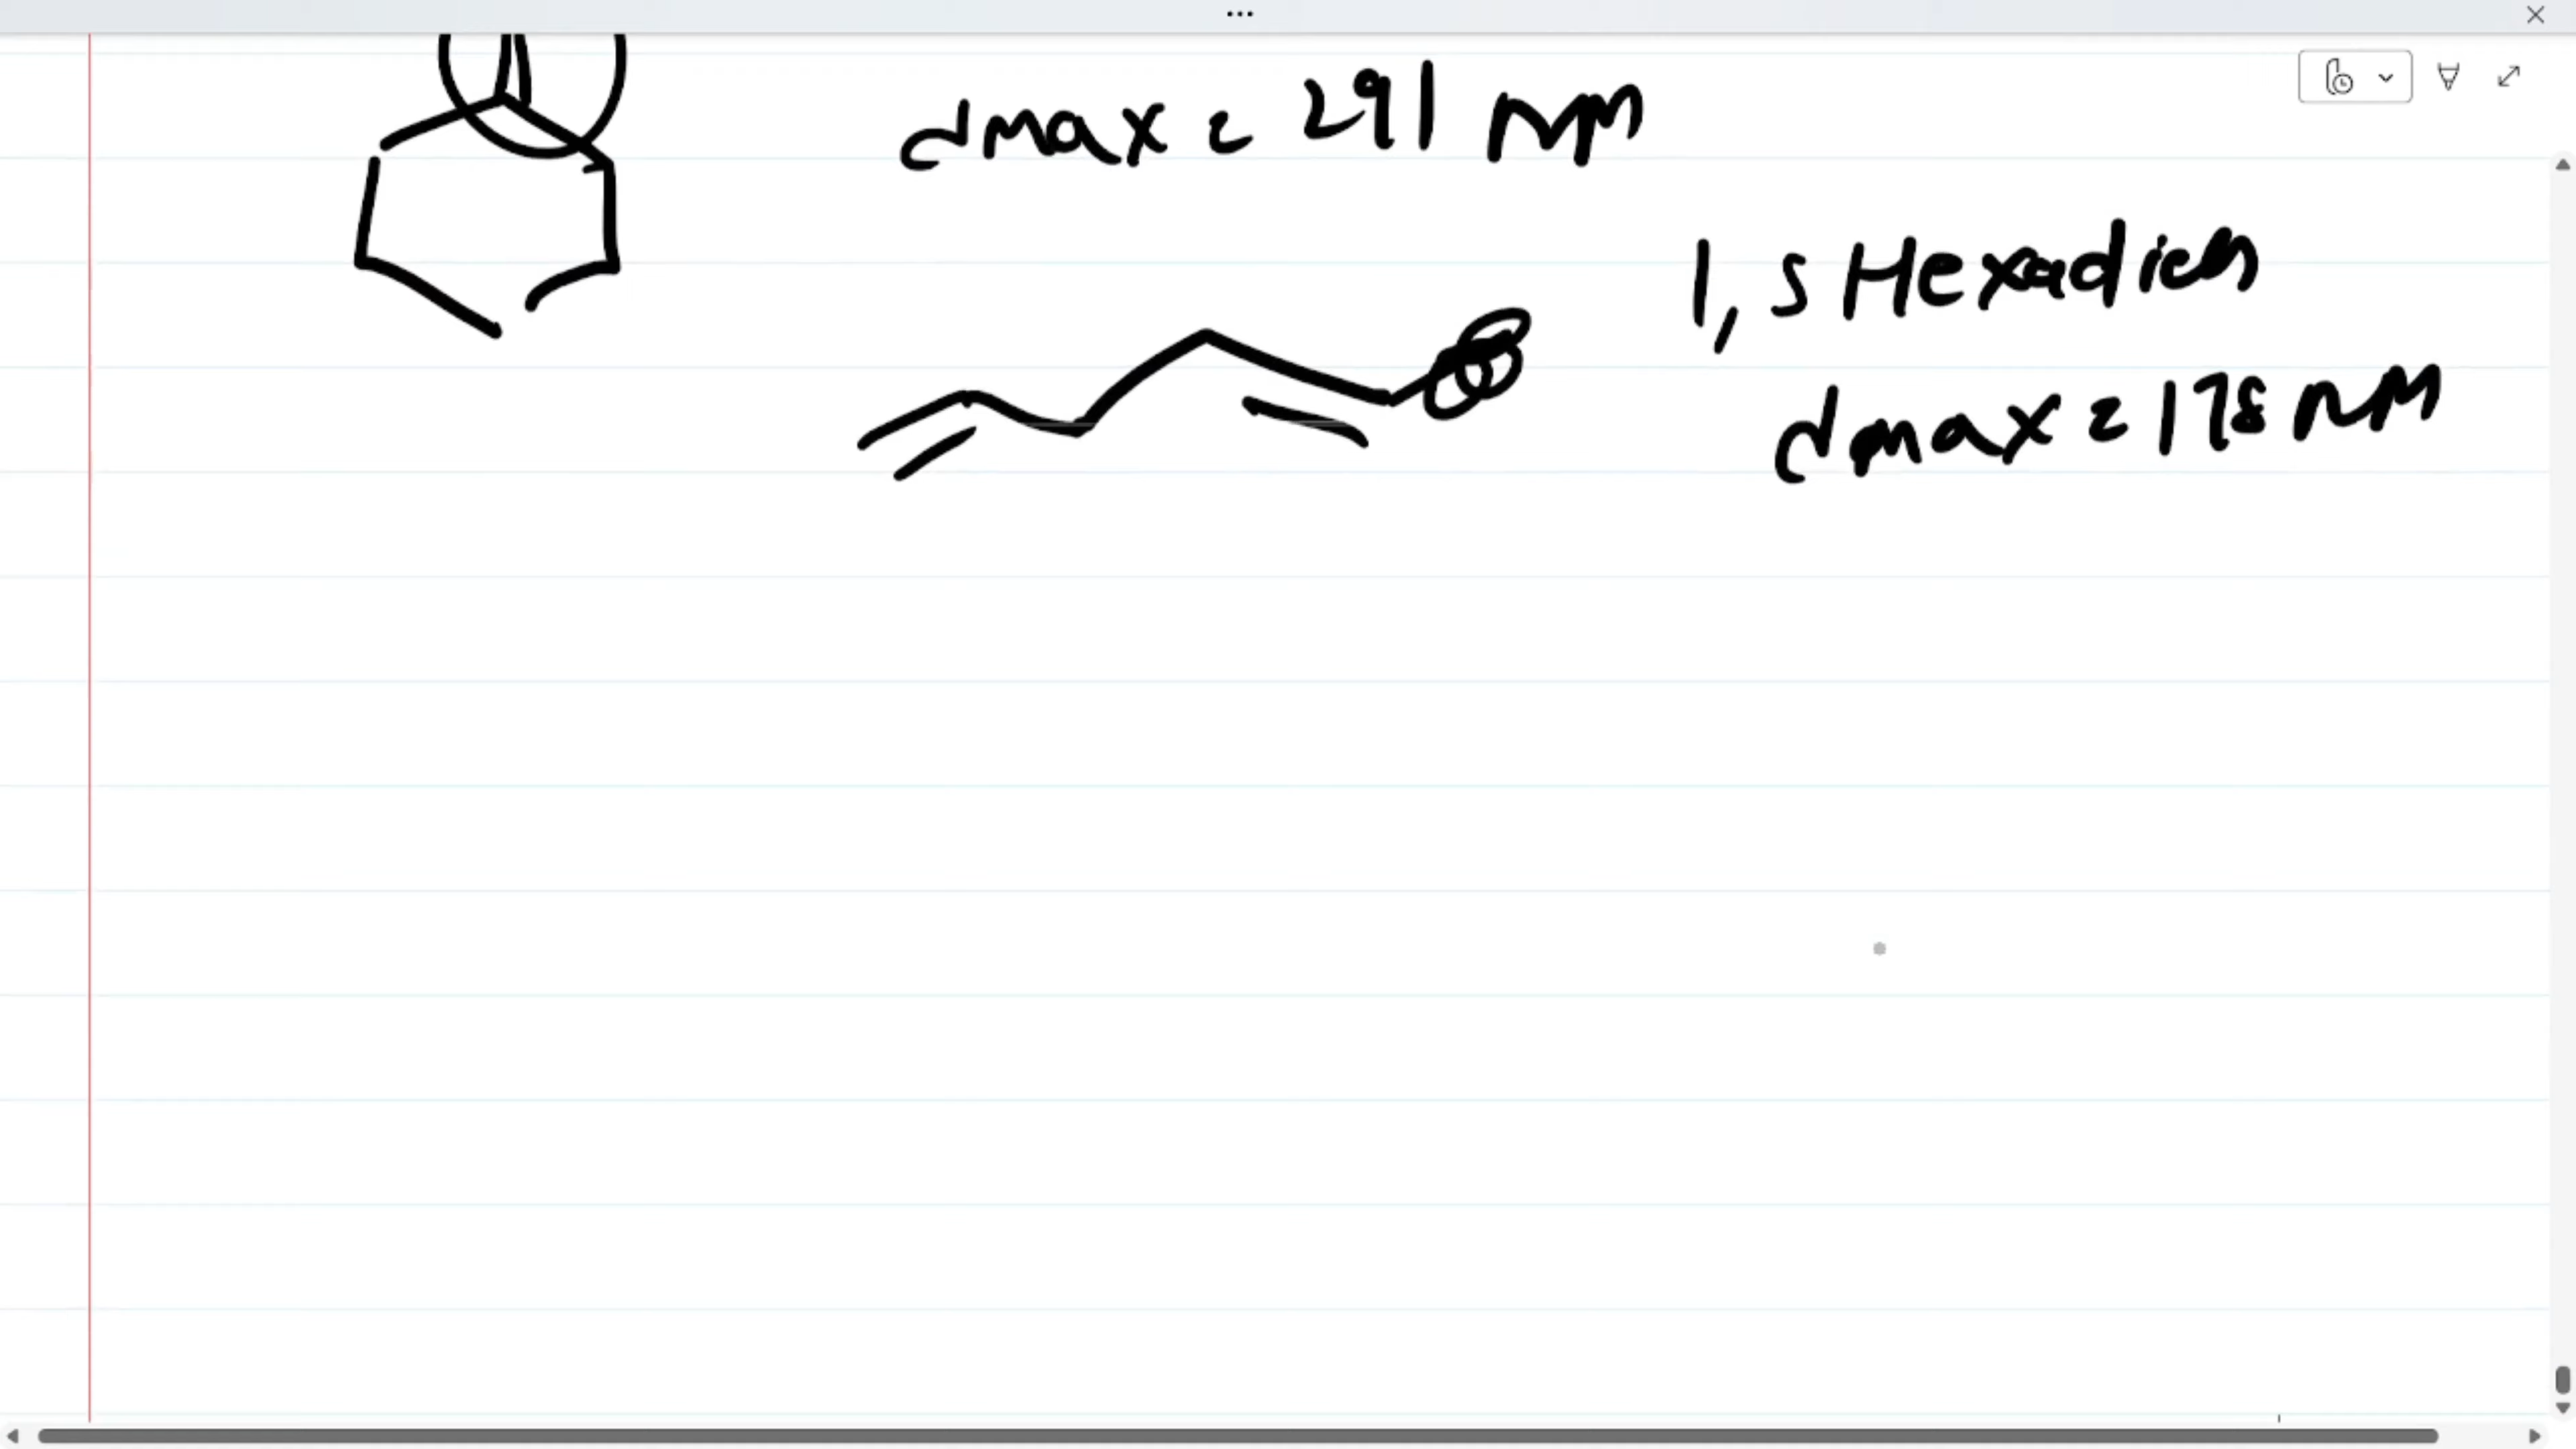 dmax = 291 nm
1,5 Hexadien
dmax = 178 nm